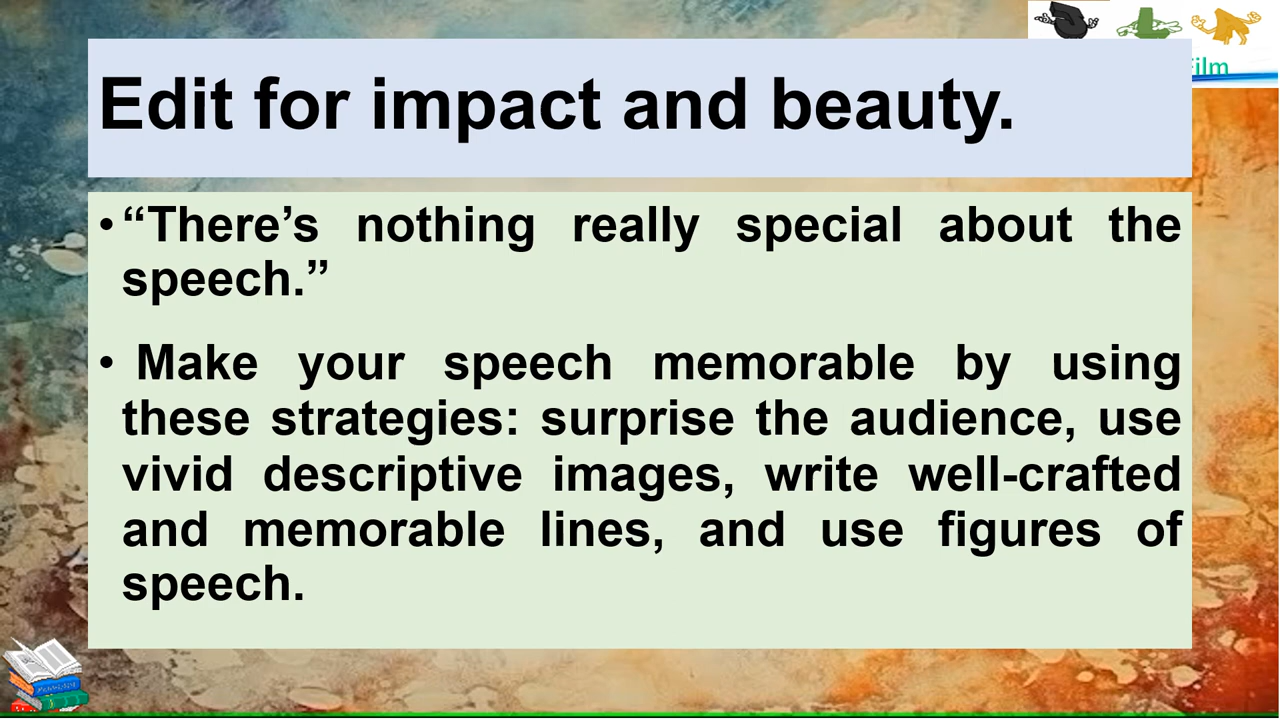 Film
Edit for impact and beauty.
• “There’s nothing really special about the
speech.”
• Make your speech memorable by using
these strategies: surprise the audience, use
vivid descriptive images, write well-crafted
and memorable lines, and use figures of
speech.